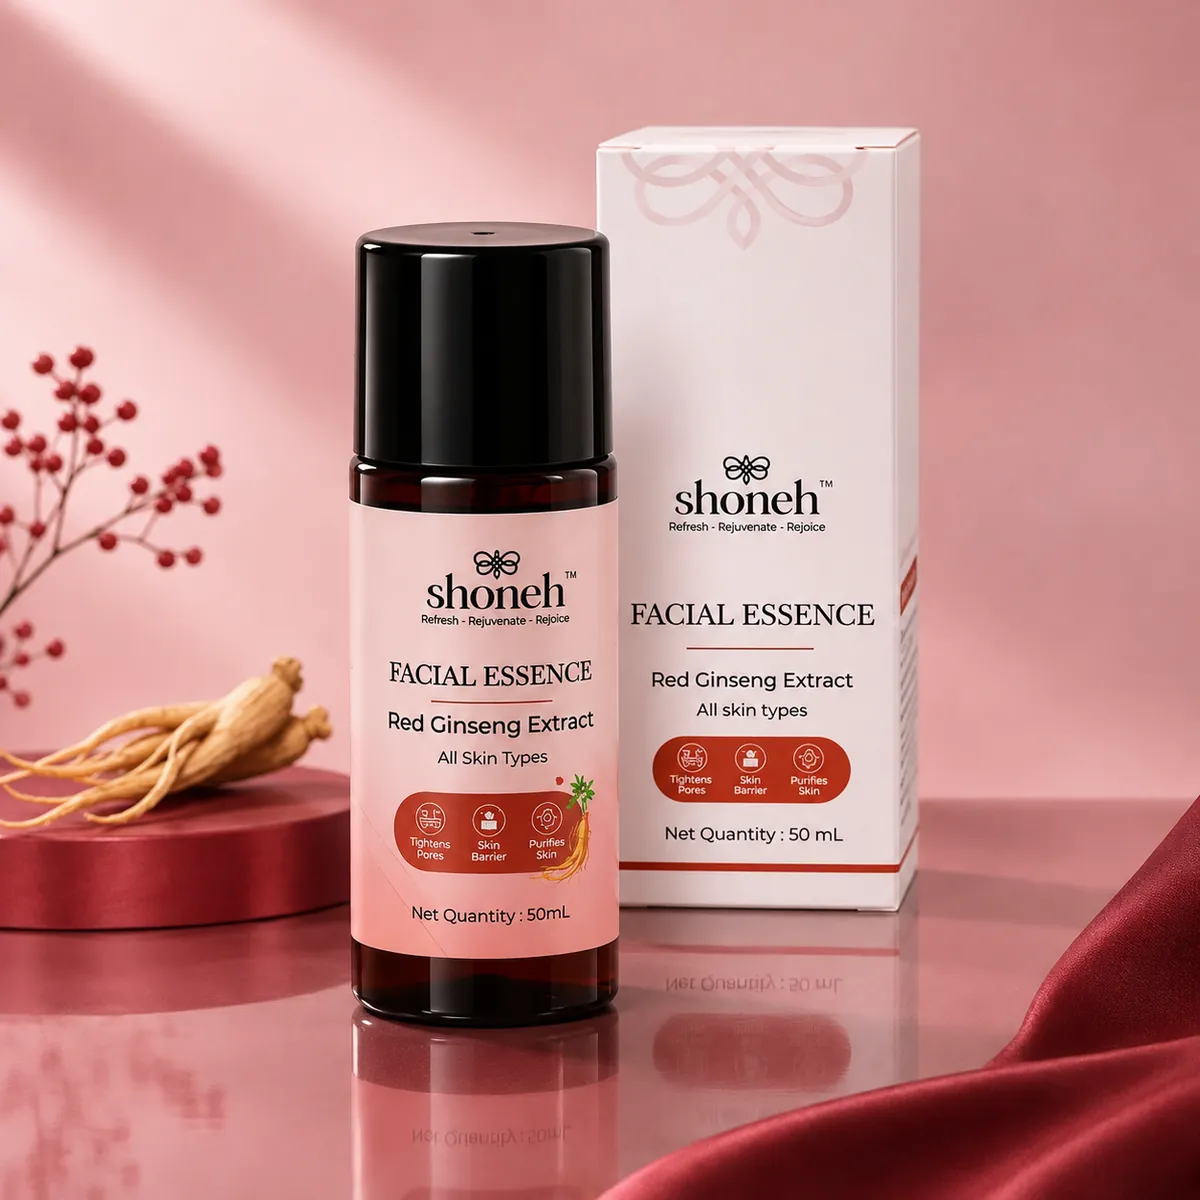 shoneh™
Refresh - Rejuvenate - Rejoice
FACIAL ESSENCE
Red Ginseng Extract
All Skin Types
Tightens Pores
Skin Barrier
Purifies Skin
Net Quantity : 50mL
shoneh™
Refresh - Rejuvenate - Rejoice
FACIAL ESSENCE
Red Ginseng Extract
All skin types
Tightens Pores
Skin Barrier
Purifies Skin
Net Quantity : 50 mL